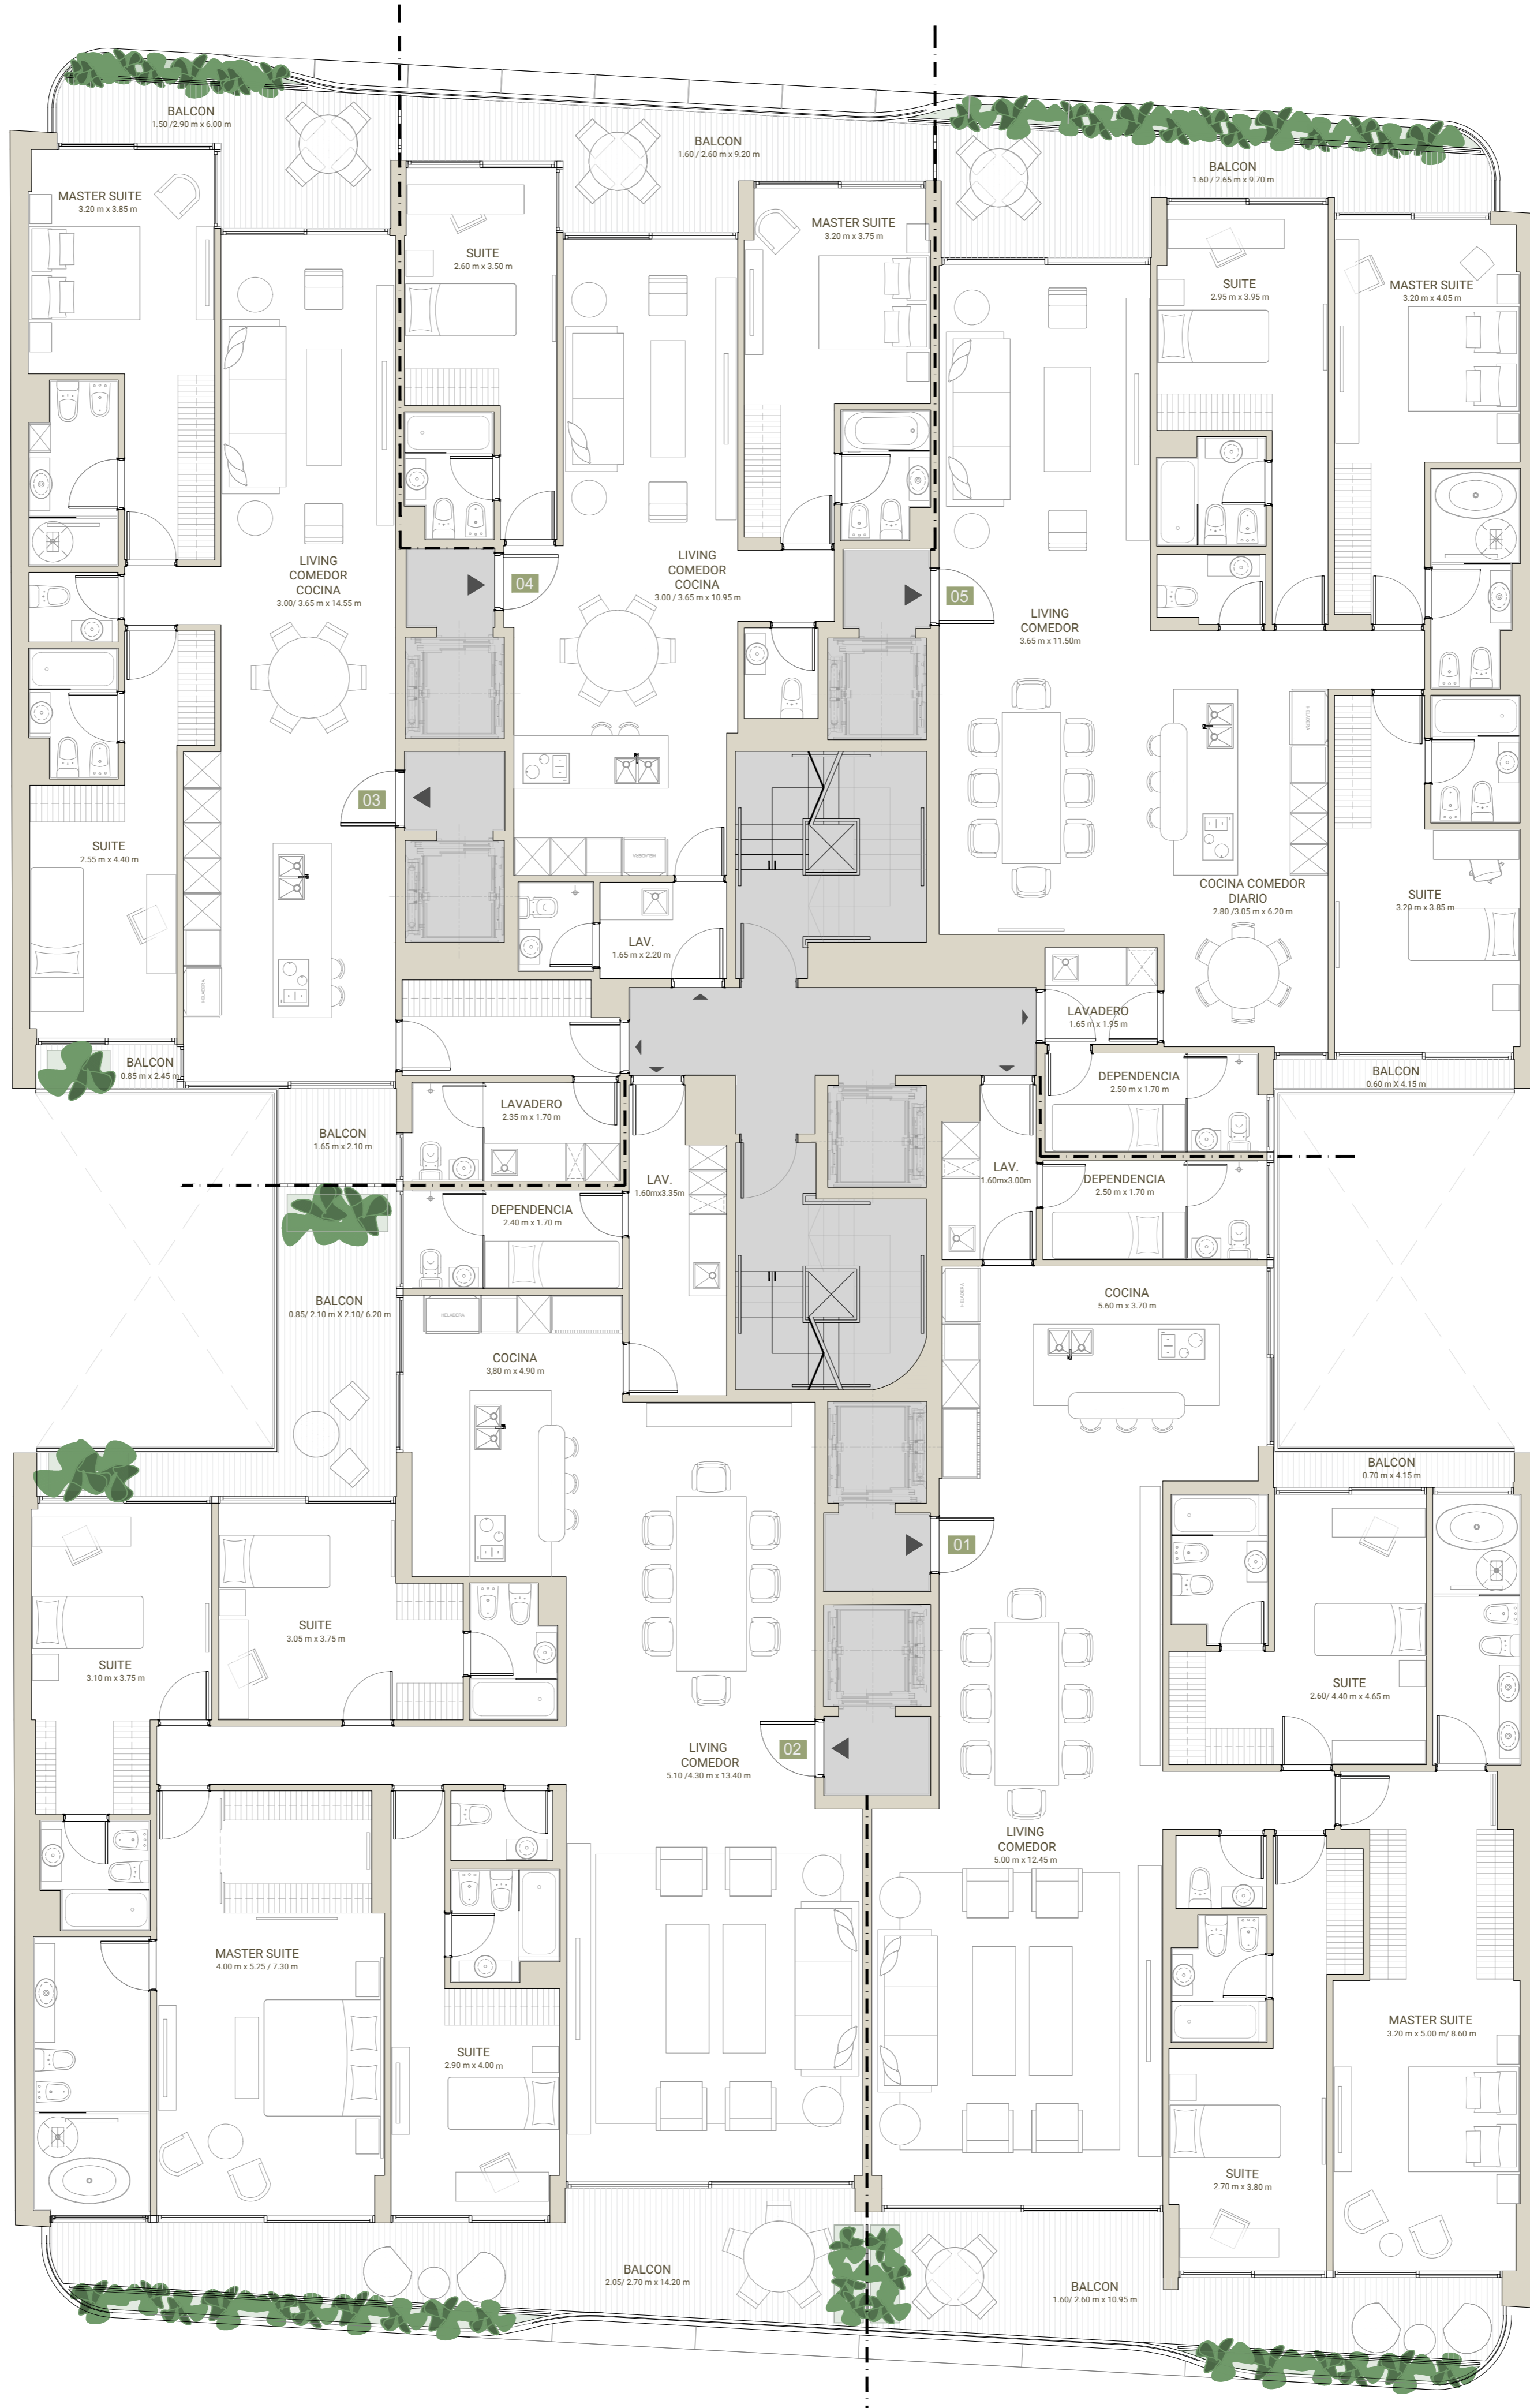 BALCON
1.50 /2.90 m x 6.00 m
BALCON
1.60 / 2.60 m x 9.20 m
BALCON
1.60/ 2.65 m x 9.70 m
MASTER SUITE
3.20 m x 3.85 m
SUITE
2.60 m x 3.50 m
MASTER SUITE
3.20 m x 3.75 m
SUITE
2.95 m x 3.95 m
MASTER SUITE
3.20 m x 4.05 m
LIVING
COMEDOR
COCINA
3.00/ 3.65 m x 14.55 m
04
LIVING
COMEDOR
COCINA
3.00 / 3.65 m x 10.95 m
05
LIVING
COMEDOR
3.65 m x 11.50m
HELADERA
03
SUITE
2.55 m x 4.40 m
HELADERA
COCINA COMEDOR
DIARIO
2.80 /3.05 m x 6.20 m
SUITE
3.20 m x 3.85 m
LAV.
1.65 m x 2.20 m
HELADERA
LAVADERO
1.65 m x 1.95 m
BALCON
0.85 m x 2.45 m
BALCON
0.60 m X 4.15 m
DEPENDENCIA
2.50 m x 1.70 m
LAVADERO
2.35 m x 1.70 m
BALCON
1.65 m x 2.10 m
LAV.
1.60mx3.35m
LAV.
1.60mx3.00m
DEPENDENCIA
2.50 m x 1.70 m
DEPENDENCIA
2.40 m x 1.70 m
BALCON
0.85/ 2.10 m X 2.10/ 6.20 m
HELADERA
HELADERA
COCINA
5.60 m x 3.70 m
COCINA
3,80 m x 4.90 m
BALCON
0.70 m x 4.15 m
01
SUITE
3.05 m x 3.75 m
SUITE
3.10 m x 3.75 m
SUITE
2.60/ 4.40 m x 4.65 m
02
LIVING
COMEDOR
5.10 /4.30 m x 13.40 m
LIVING
COMEDOR
5.00 m x 12.45 m
MASTER SUITE
4.00 m x 5.25 / 7.30 m
SUITE
2.90 m x 4.00 m
MASTER SUITE
3.20 m x 5.00 m/ 8.60 m
SUITE
2.70 m x 3.80 m
BALCON
2.05/ 2.70 m x 14.20 m
BALCON
1.60/ 2.60 m x 10.95 m